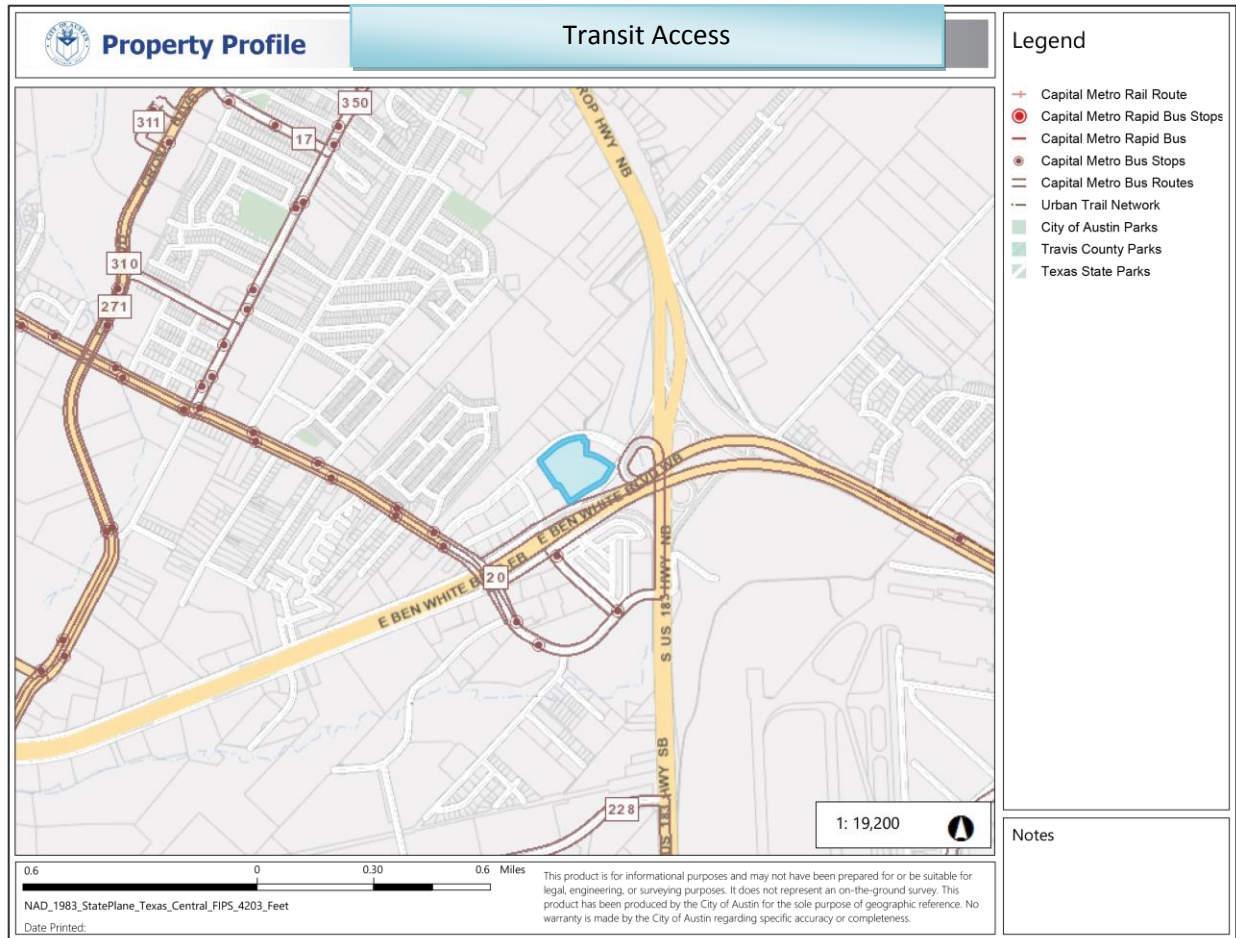 CITY OF AUSTIN
Property Profile
Transit Access
Legend
Capital Metro Rail Route
Capital Metro Rapid Bus Stops
Capital Metro Rapid Bus
Capital Metro Bus Stops
Capital Metro Bus Routes
Urban Trail Network
City of Austin Parks
Travis County Parks
Texas State Parks
350
311
17
310
271
20
228
ROP HWY NB
E BEN WHITE BLVD WB
E BEN WHITE
EB
S US 183 HWY NB
US 183 HWY SB
1: 19,200
Notes
0.6
0
0.30
0.6 Miles
NAD_1983_StatePlane_Texas_Central_FIPS_4203_Feet
Date Printed:
This product is for informational purposes and may not have been prepared for or be suitable for
legal, engineering, or surveying purposes. It does not represent an on-the-ground survey. This
product has been produced by the City of Austin for the sole purpose of geographic reference. No
warranty is made by the City of Austin regarding specific accuracy or completeness.